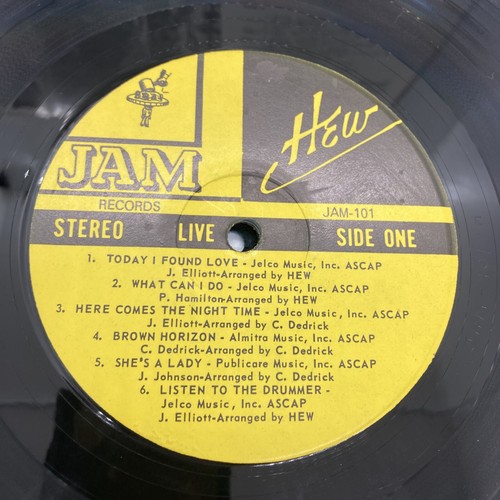 Hew
JAM
RECORDS
JAM-101
STEREO LIVE SIDE ONE
1. TODAY I FOUND LOVE - Jelco Music, Inc. ASCAP
J. Elliott-Arranged by HEW
2. WHAT CAN I DO - Jelco Music, Inc. ASCAP
P. Hamilton-Arranged by HEW
3. HERE COMES THE NIGHT TIME - Jelco Music, Inc. ASCAP
J. Elliott-Arranged by C. Dedrick
4. BROWN HORIZON - Almitra Music, Inc. ASCAP
C. Dedrick-Arranged by C. Dedrick
5. SHE'S A LADY - Publicare Music, Inc. ASCAP
J. Johnson-Arranged by C. Dedrick
6. LISTEN TO THE DRUMMER -
Jelco Music, Inc. ASCAP
J. Elliott-Arranged by HEW